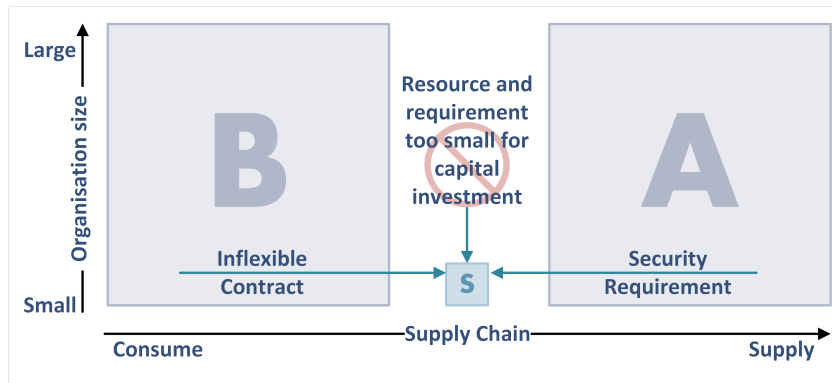 Large
Organisation size
Small
B
Inflexible
Contract
Resource and
requirement
too small for
capital
investment
S
A
Security
Requirement
Supply Chain
Consume
Supply